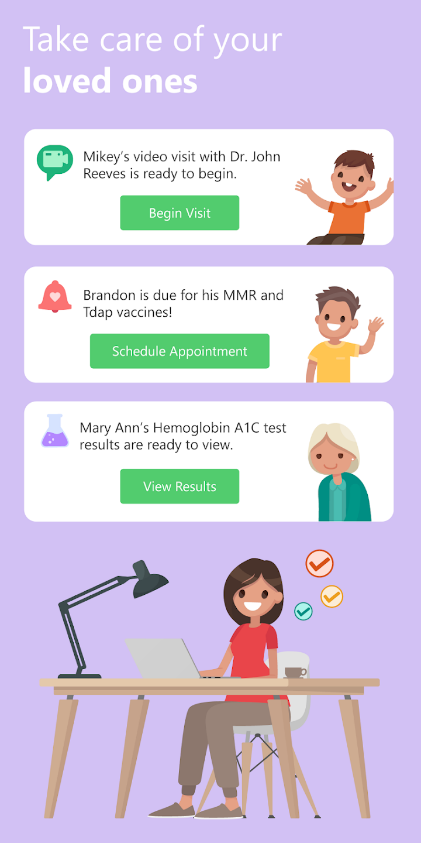 Take care of your
loved ones
Mikey's video visit with Dr. John
Reeves is ready to begin.
Begin Visit
Brandon is due for his MMR and
Tdap vaccines!
Schedule Appointment
Mary Ann's Hemoglobin A1C test
results are ready to view.
View Results